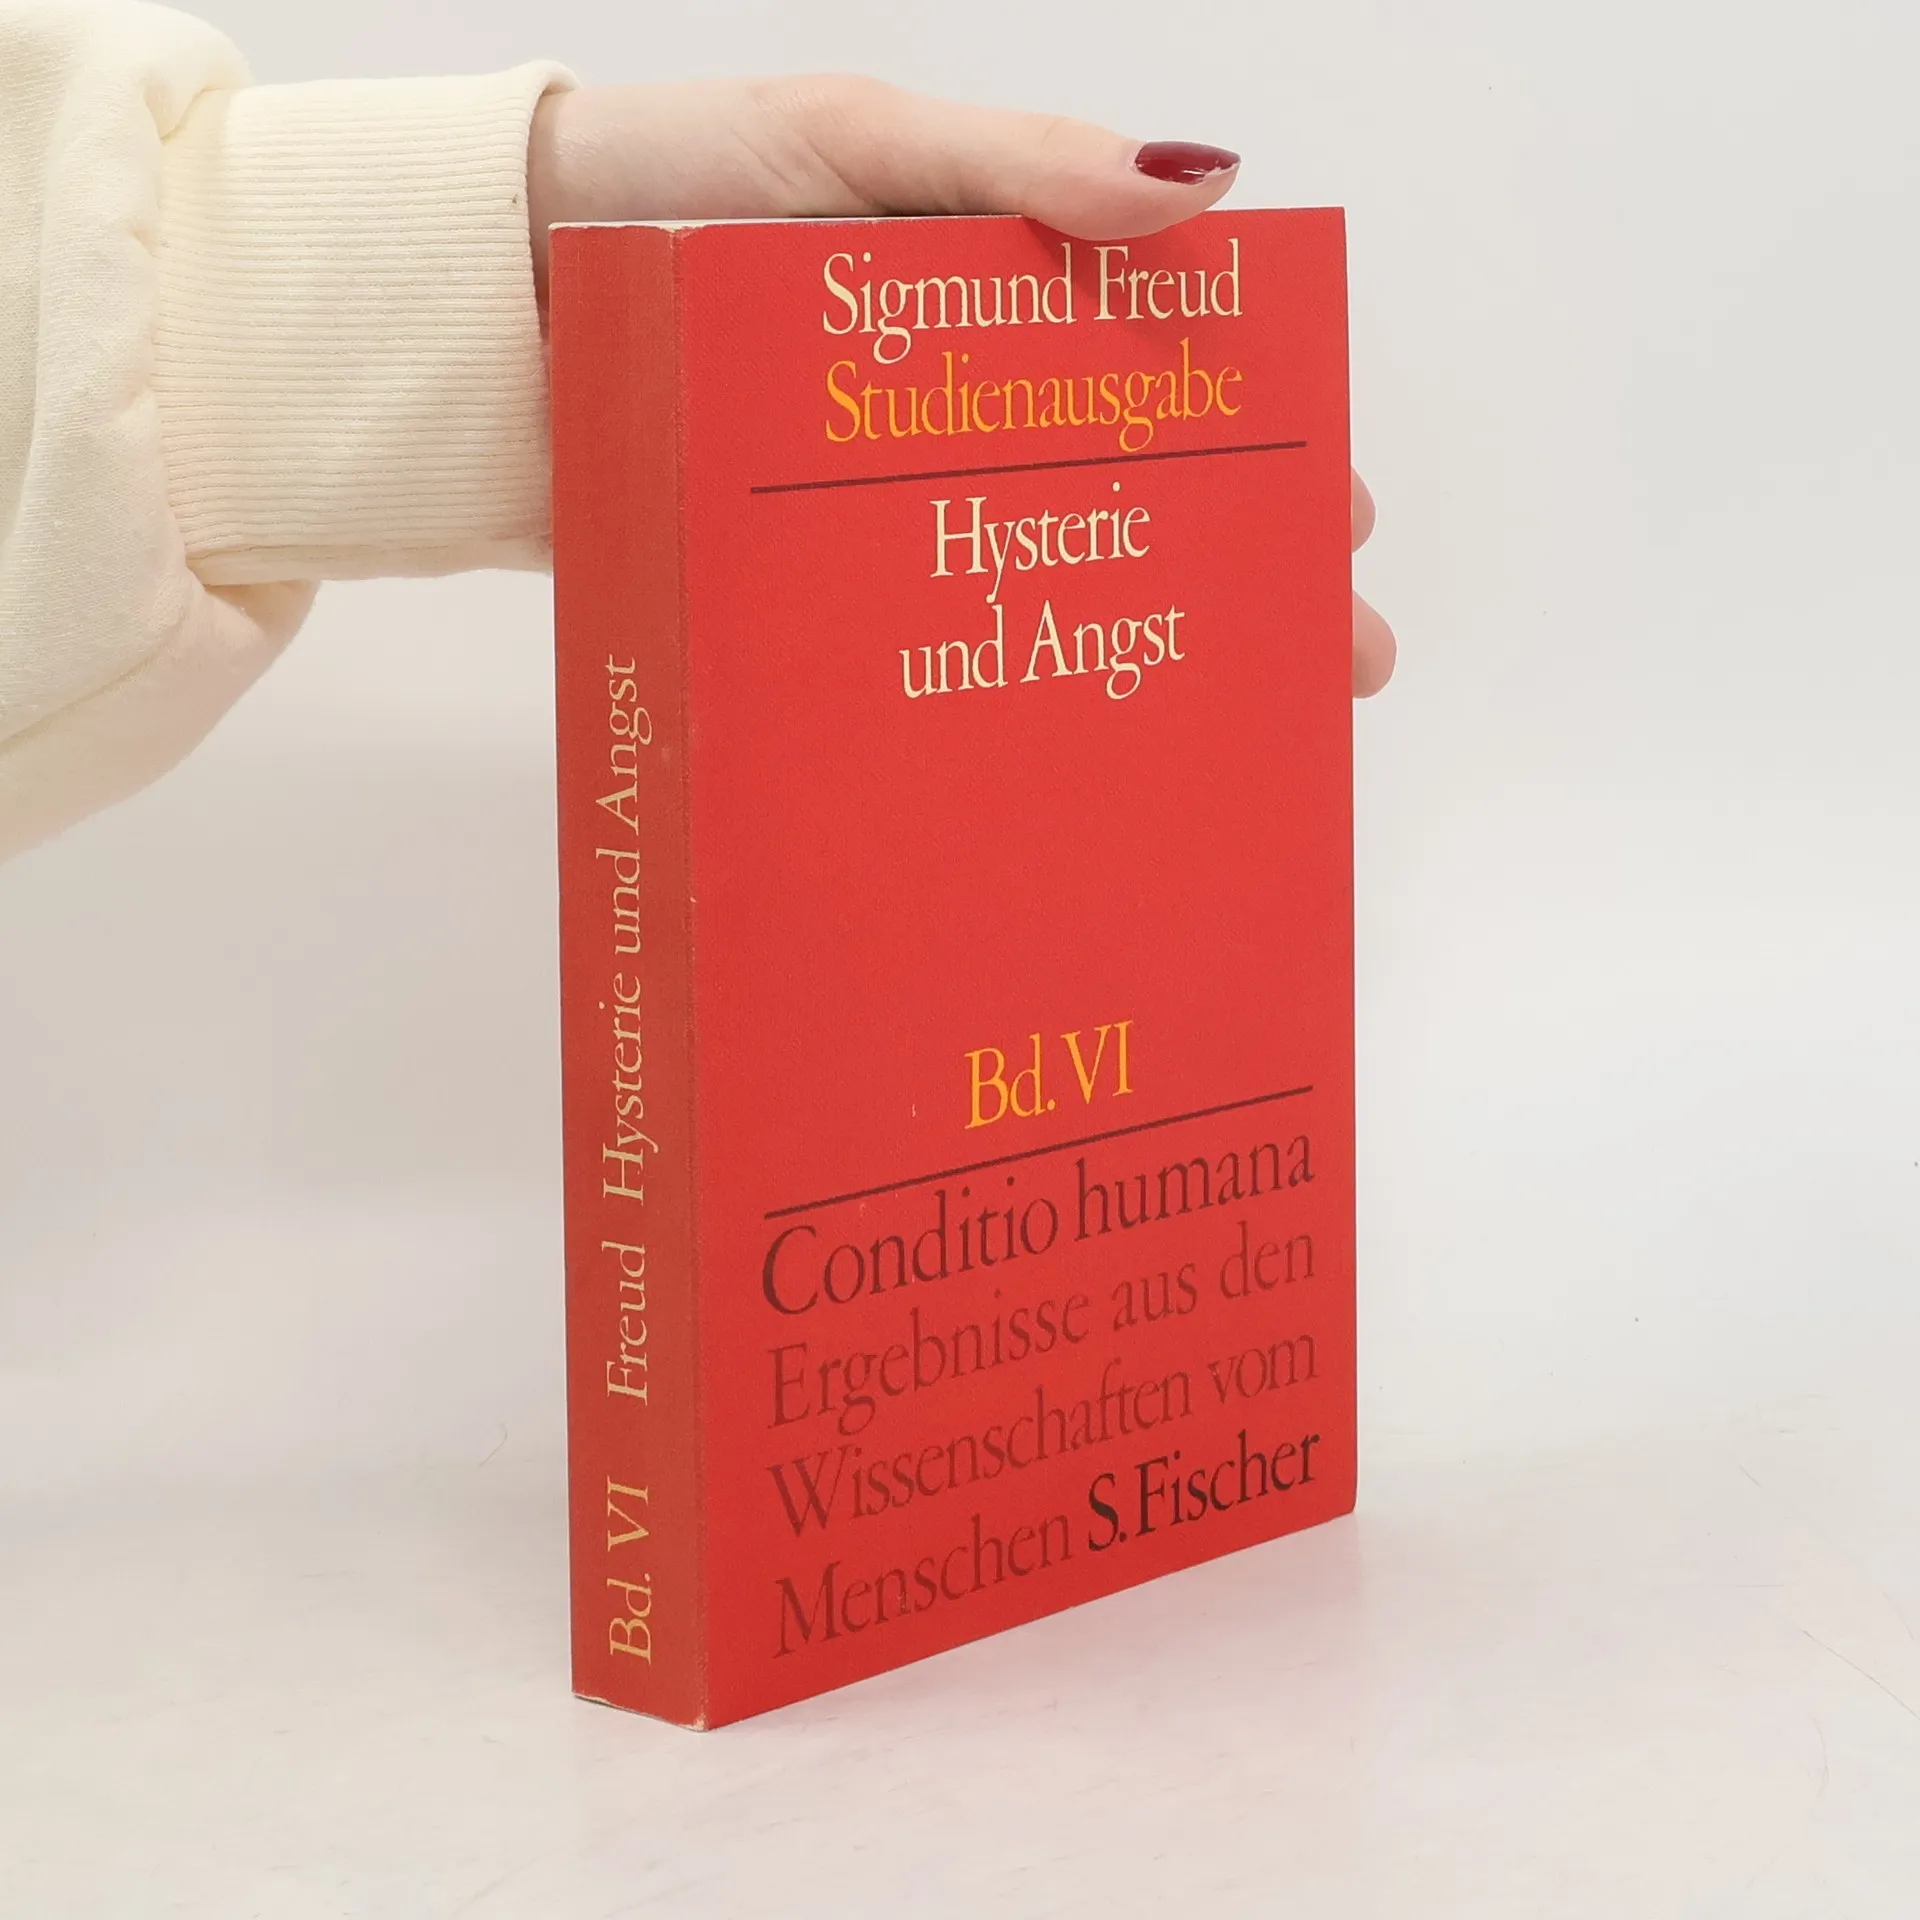 Sigmund Freud
Studienausgabe
Hysterie
und Angst
Bd. VI
Conditio humana
Ergebnisse aus den
Wissenschaften vom
Menschen S. Fischer
Bd. VI Freud Hysterie und Angst